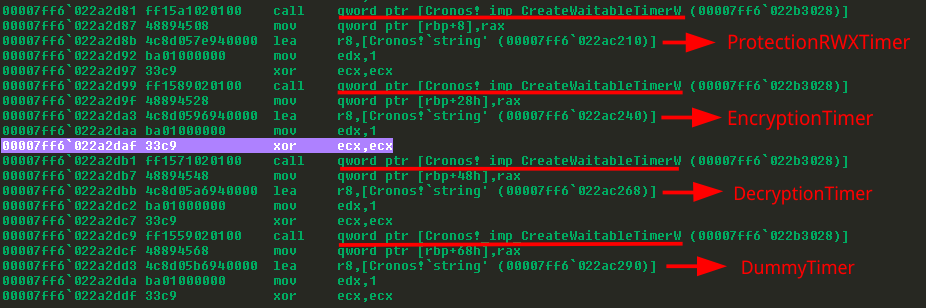 00007ff6`022a2d81 ff15a1020100 call qword ptr [Cronos!_imp_CreateWaitableTimerW (00007ff6`022b3028)]
00007ff6`022a2d87 48894508 mov qword ptr [rbp+8],rax
00007ff6`022a2d8b 4c8d057e940000 lea r8,[Cronos!`string' (00007ff6`022ac210)] ProtectionRWXTimer
00007ff6`022a2d92 ba01000000 mov edx,1
00007ff6`022a2d97 33c9 xor ecx,ecx
00007ff6`022a2d99 ff1589020100 call qword ptr [Cronos!_imp_CreateWaitableTimerW (00007ff6`022b3028)]
00007ff6`022a2d9f 48894528 mov qword ptr [rbp+28h],rax
00007ff6`022a2da3 4c8d0596940000 lea r8,[Cronos!`string' (00007ff6`022ac240)] EncryptionTimer
00007ff6`022a2daa ba01000000 mov edx,1
00007ff6`022a2daf 33c9 xor ecx,ecx
00007ff6`022a2db1 ff1571020100 call qword ptr [Cronos!_imp_CreateWaitableTimerW (00007ff6`022b3028)]
00007ff6`022a2db7 48894548 mov qword ptr [rbp+48h],rax
00007ff6`022a2dbb 4c8d05a6940000 lea r8,[Cronos!`string' (00007ff6`022ac268)] DecryptionTimer
00007ff6`022a2dc2 ba01000000 mov edx,1
00007ff6`022a2dc7 33c9 xor ecx,ecx
00007ff6`022a2dc9 ff1559020100 call qword ptr [Cronos!_imp_CreateWaitableTimerW (00007ff6`022b3028)]
00007ff6`022a2dcf 48894568 mov qword ptr [rbp+68h],rax
00007ff6`022a2dd3 4c8d05b6940000 lea r8,[Cronos!`string' (00007ff6`022ac290)] DummyTimer
00007ff6`022a2dda ba01000000 mov edx,1
00007ff6`022a2ddf 33c9 xor ecx,ecx